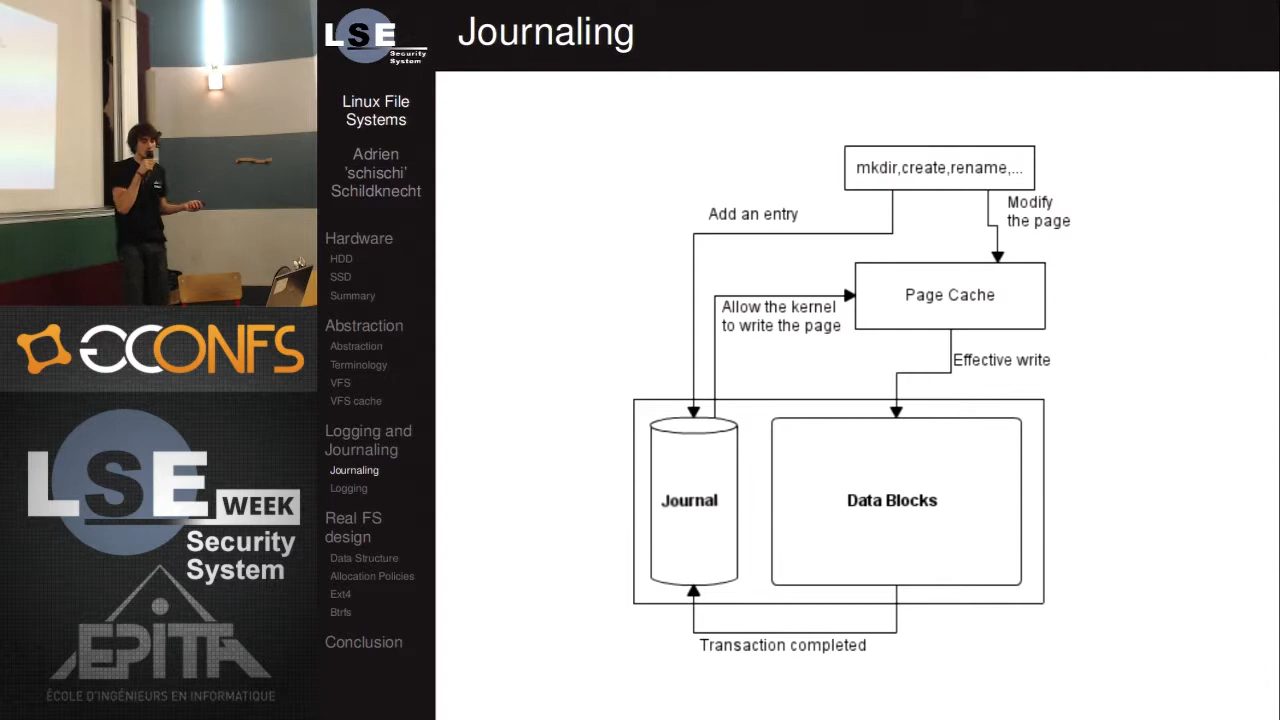 LSE
Security
System
Journaling
Linux File
Systems
Adrien
'schischi'
Schildknecht
Hardware
HDD
SSD
Summary
Abstraction
Abstraction
Terminology
VFS
VFS cache
Logging and
Journaling
Journaling
Logging
Real FS
design
Data Structure
Allocation Policies
Ext4
Btrfs
Conclusion
mkdir,create,rename,...
Add an entry
Modify
the page
Page Cache
Allow the kernel
to write the page
Effective write
Journal
Data Blocks
Transaction completed
CONFS
LSE WEEK
Security
System
EPITA
ÉCOLE D'INGÉNIEURS EN INFORMATIQUE